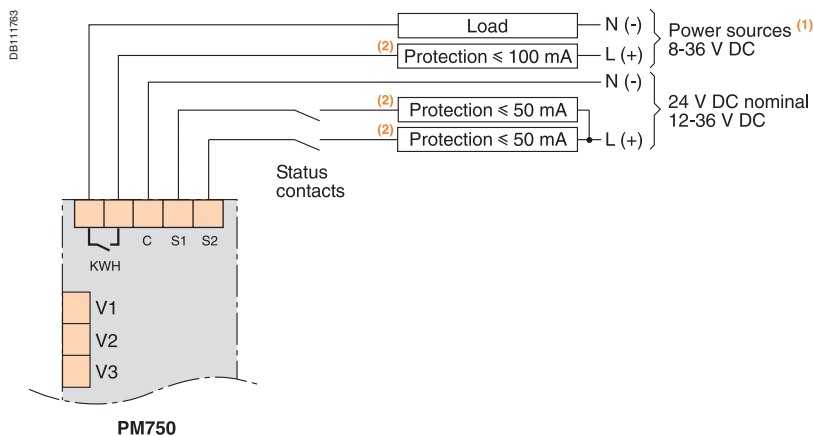 DB111763
Load
N (-)
Power sources (1)
8-36 V DC
(2)
Protection ⩽ 100 mA
L (+)
N (-)
(2)
Protection ⩽ 50 mA
24 V DC nominal
12-36 V DC
(2)
Protection ⩽ 50 mA
L (+)
Status
contacts
C S1 S2
KWH
V1
V2
V3
PM750